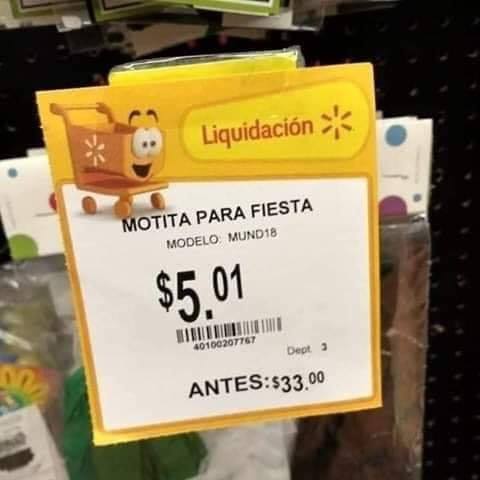 Liquidación
MOTITA PARA FIESTA
MODELO: MUND18
$5.01
40100207767
Dept. 3
ANTES:$33.00